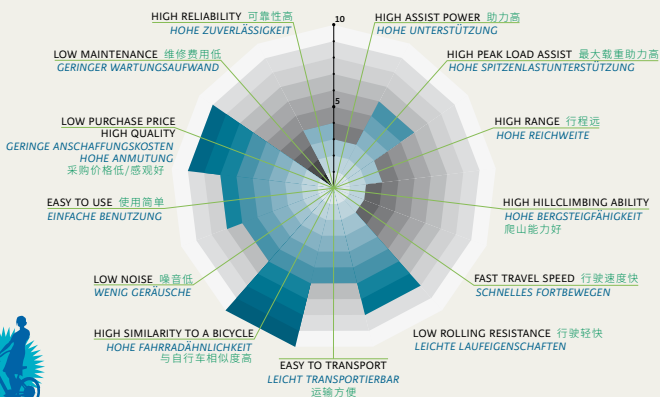 10
5
HIGH RELIABILITY 可靠性高
HOHE ZUVERLÄSSIGKEIT
HIGH ASSIST POWER 助力高
HOHE UNTERSTÜTZUNG
LOW MAINTENANCE 维修费用低
GERINGER WARTUNGSAUFWAND
HIGH PEAK LOAD ASSIST 最大载重助力高
HOHE SPITZENLASTUNTERSTÜTZUNG
LOW PURCHASE PRICE
HIGH QUALITY
GERINGE ANSCHAFFUNGSKOSTEN
HOHE ANMUTUNG
采购价格低/感观好
HIGH RANGE 行程远
HOHE REICHWEITE
EASY TO USE 使用简单
EINFACHE BENUTZUNG
HIGH HILLCLIMBING ABILITY
HOHE BERGSTEIGFÄHIGKEIT
爬山能力好
LOW NOISE 噪音低
WENIG GERÄUSCHE
FAST TRAVEL SPEED 行驶速度快
SCHNELLES FORTBEWEGEN
HIGH SIMILARITY TO A BICYCLE
HOHE FAHRRADÄHNLICHKEIT
与自行车相似度高
LOW ROLLING RESISTANCE 行驶轻快
LEICHTE LAUFEIGENSCHAFTEN
EASY TO TRANSPORT
LEICHT TRANSPORTIERBAR
运输方便